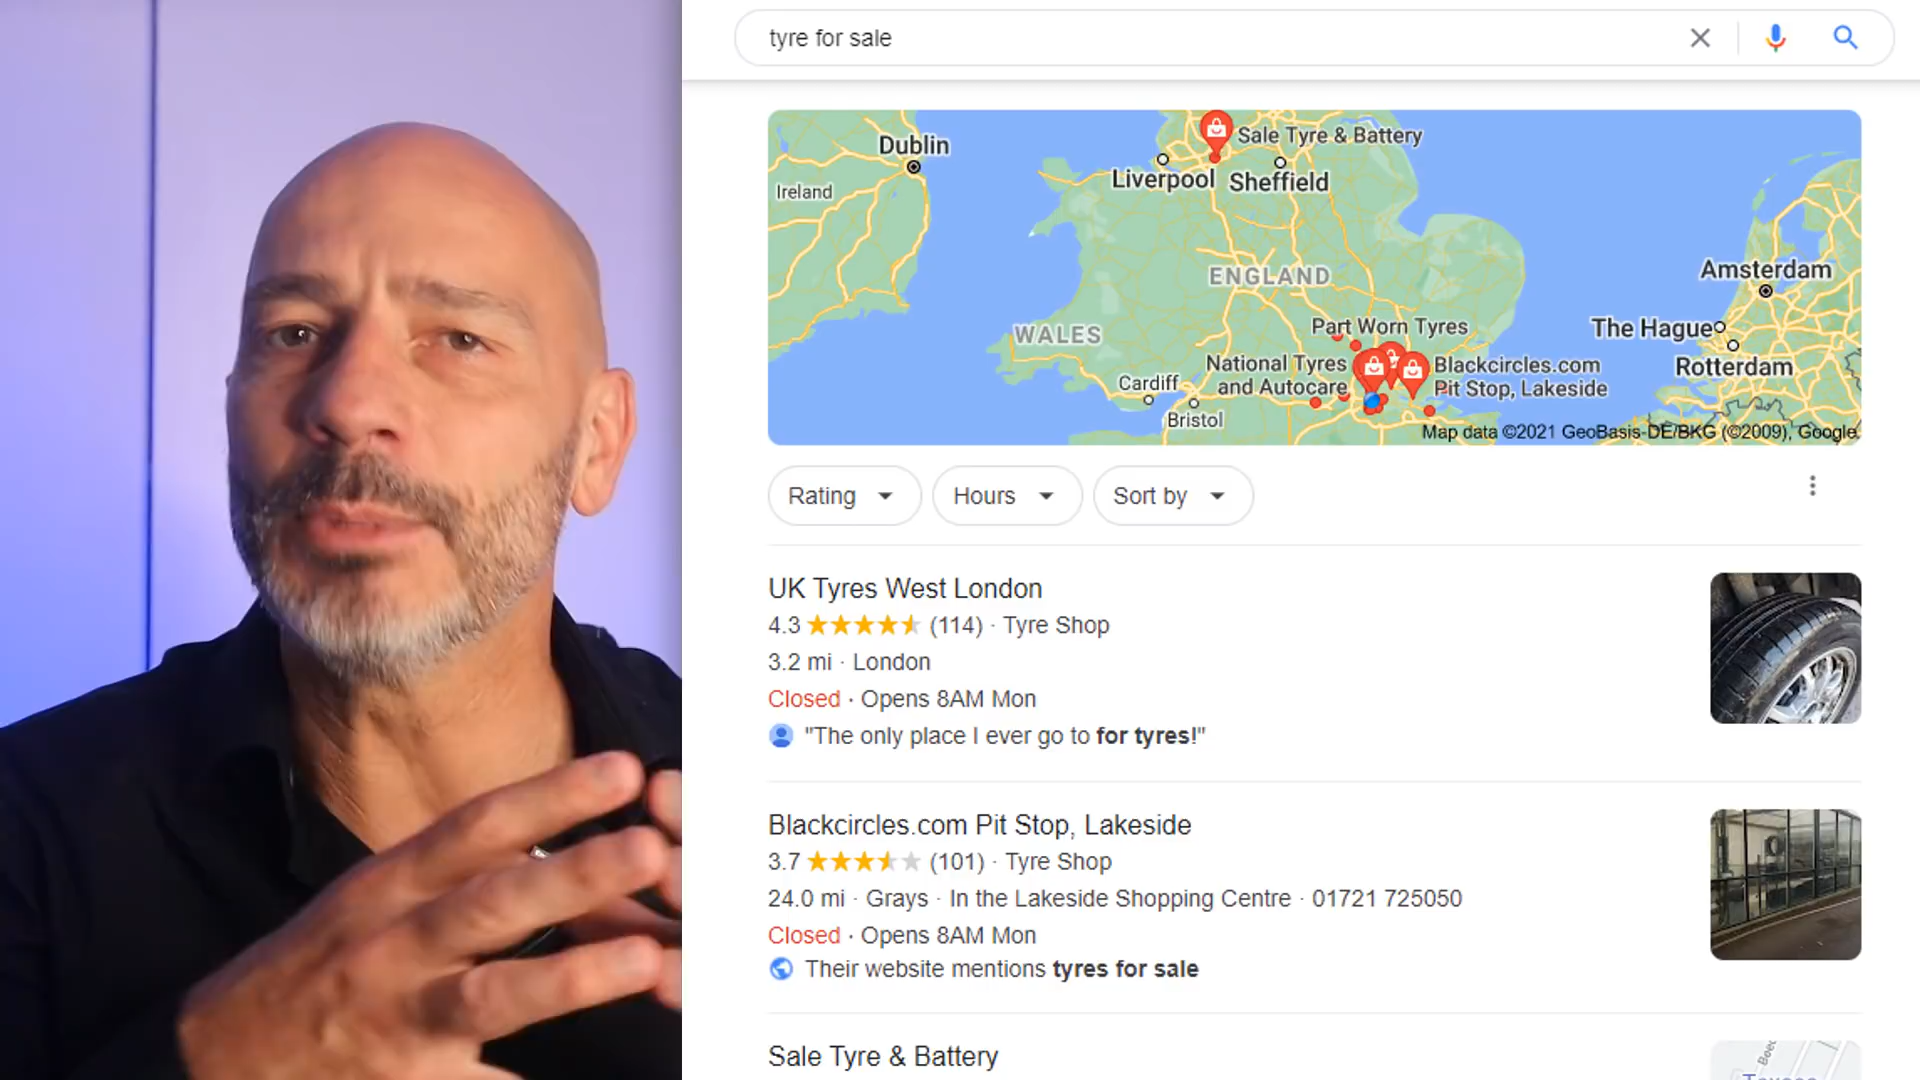 tyre for sale
Dublin
Ireland
Sale Tyre & Battery
Liverpool
Sheffield
ENGLAND
WALES
Amsterdam
The Hague
Rotterdam
Part Worn Tyres
National Tyres
and Autocare
Blackcircles.com
Pit Stop, Lakeside
Cardiff
Bristol
Map data ©2021 GeoBasis-DE/BKG (©2009), Google
Rating
Hours
Sort by
UK Tyres West London
4.3 (114) · Tyre Shop
3.2 mi · London
Closed · Opens 8AM Mon
"The only place I ever go to for tyres!"
Blackcircles.com Pit Stop, Lakeside
3.7 (101) · Tyre Shop
24.0 mi · Grays · In the Lakeside Shopping Centre · 01721 725050
Closed · Opens 8AM Mon
Their website mentions tyres for sale
Sale Tyre & Battery